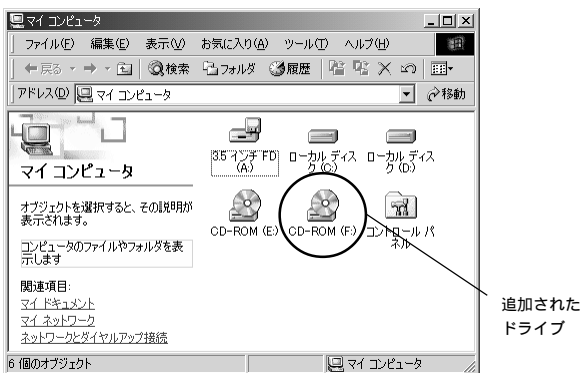 マイ コンピュータ
ファイル(F) 編集(E) 表示(V) お気に入り(A) ツール(T) ヘルプ(H)
戻る 検索 フォルダ 履歴
アドレス(D) マイ コンピュータ 移動
マイ コンピュータ
オブジェクトを選択すると、その説明が
表示されます。
コンピュータのファイルやフォルダを表
示します
関連項目:
マイ ドキュメント
マイ ネットワーク
ネットワークとダイヤルアップ接続
3.5 インチ FD
(A:)
ローカル ディス
ク (C:)
ローカル ディス
ク (D:)
CD-ROM (E:)
CD-ROM (F:)
コントロール パ
ネル
追加された
ドライブ
6 個のオブジェクト マイ コンピュータ